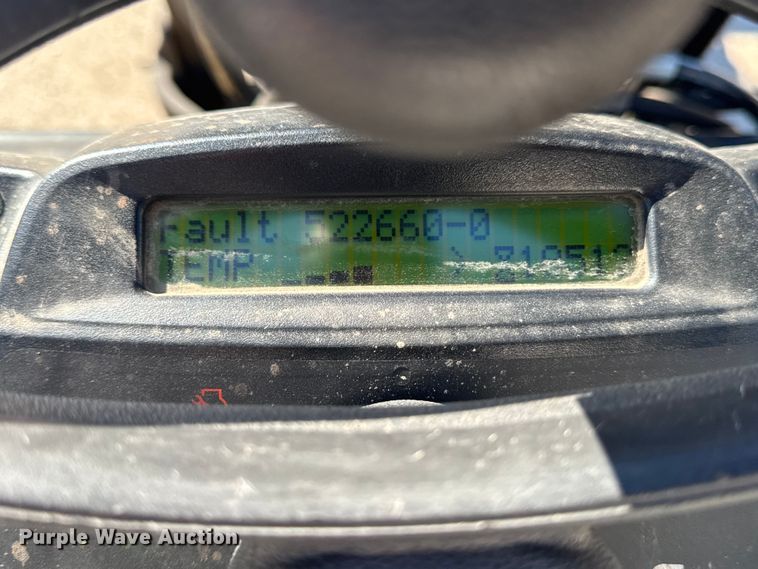 Fault 522660-0
TEMP
Purple Wave Auction